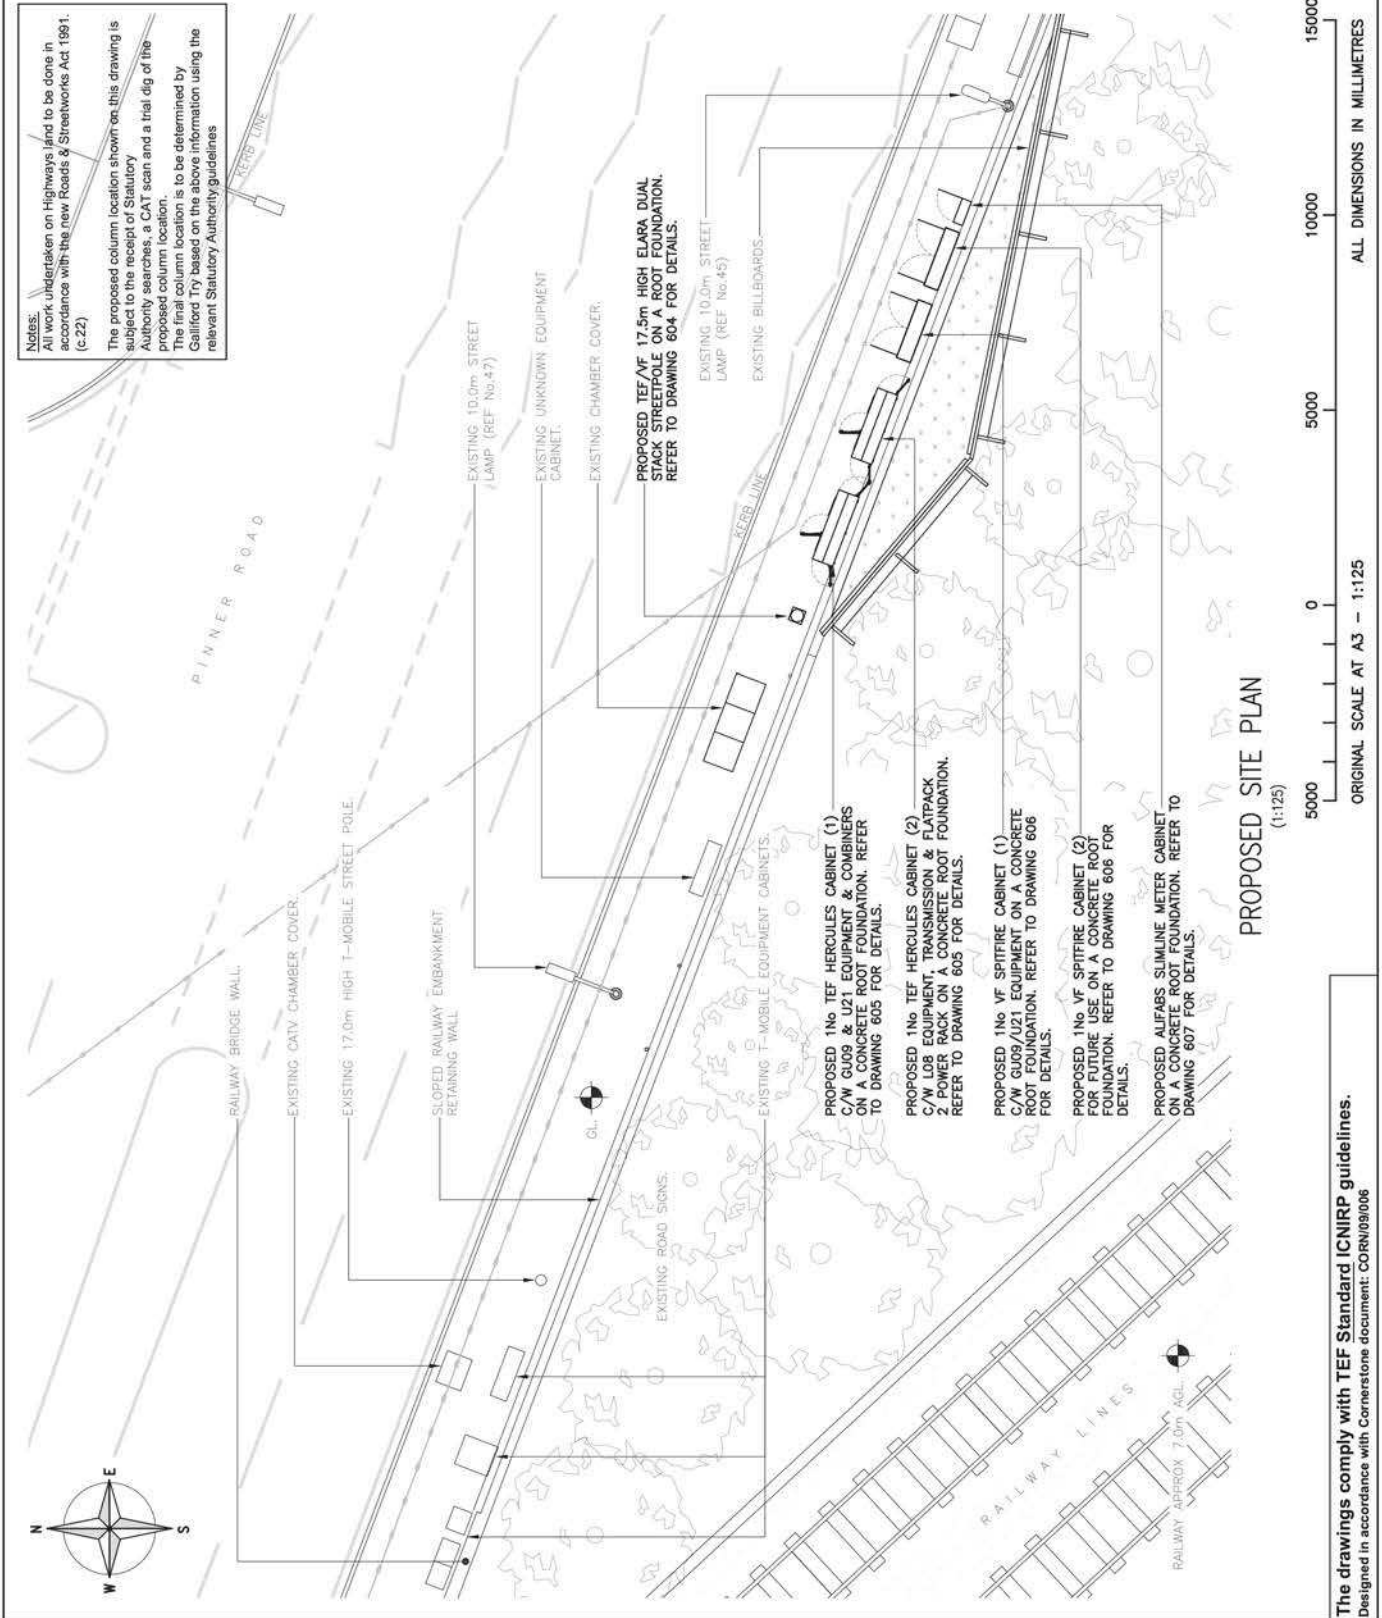 Notes:
All work undertaken on Highways land to be done in
accordance with the new Roads & Streetworks Act 1991.
(c.22)
The proposed column location shown on this drawing is
subject to the receipt of Statutory
Authority searches, a CAT scan and a trial dig of the
proposed column location.
The final column location is to be determined by
Galliford Try based on the above information using the
relevant Statutory Authority guidelines
KERB LINE
N
E
S
W
PINNER ROAD
RAILWAY BRIDGE WALL.
EXISTING CATV CHAMBER COVER.
EXISTING 17.0m HIGH T-MOBILE STREET POLE.
SLOPED RAILWAY EMBANKMENT
RETAINING WALL
EXISTING 10.0m STREET
LAMP (REF No.47)
EXISTING UNKNOWN EQUIPMENT
CABINET.
EXISTING CHAMBER COVER.
PROPOSED TEF/VF 17.5m HIGH ELARA DUAL
STACK STREETPOLE ON A ROOT FOUNDATION.
REFER TO DRAWING 604 FOR DETAILS.
EXISTING 10.0m STREET
LAMP (REF No.45)
EXISTING BILLBOARDS.
KERB LINE
GL.
EXISTING ROAD SIGNS.
EXISTING T-MOBILE EQUIPMENT CABINETS.
PROPOSED 1No TEF HERCULES CABINET (1)
C/W GU09 & U21 EQUIPMENT & COMBINERS
ON A CONCRETE ROOT FOUNDATION. REFER
TO DRAWING 605 FOR DETAILS.
PROPOSED 1No TEF HERCULES CABINET (2)
C/W L08 EQUIPMENT, TRANSMISSION & FLATPACK
2 POWER RACK ON A CONCRETE ROOT FOUNDATION.
REFER TO DRAWING 605 FOR DETAILS.
PROPOSED 1No VF SPITFIRE CABINET (1)
C/W GU09/U21 EQUIPMENT ON A CONCRETE
ROOT FOUNDATION. REFER TO DRAWING 606
FOR DETAILS.
PROPOSED 1No VF SPITFIRE CABINET (2)
FOR FUTURE USE ON A CONCRETE ROOT
FOUNDATION. REFER TO DRAWING 606 FOR
DETAILS.
PROPOSED ALIFABS SLIMLINE METER CABINET
ON A CONCRETE ROOT FOUNDATION. REFER TO
DRAWING 607 FOR DETAILS.
RAILWAY LINES
RAILWAY APPROX 7.0m AGL.
PROPOSED SITE PLAN
(1:125)
5000 0 5000 10000 15000
ORIGINAL SCALE AT A3 - 1:125
ALL DIMENSIONS IN MILLIMETRES
The drawings comply with TEF Standard ICNIRP guidelines.
Designed in accordance with Cornerstone document: CORN/09/006